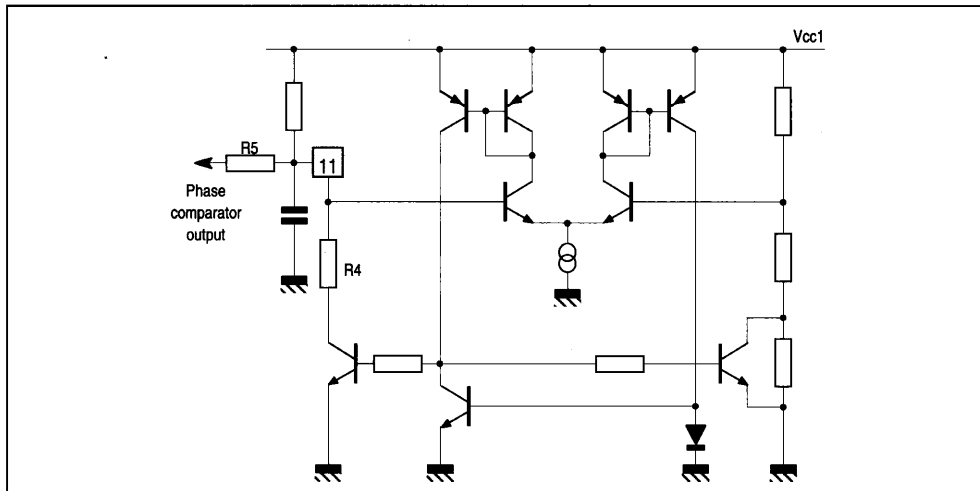 Vcc1
R5
11
Phase
comparator
output
R4